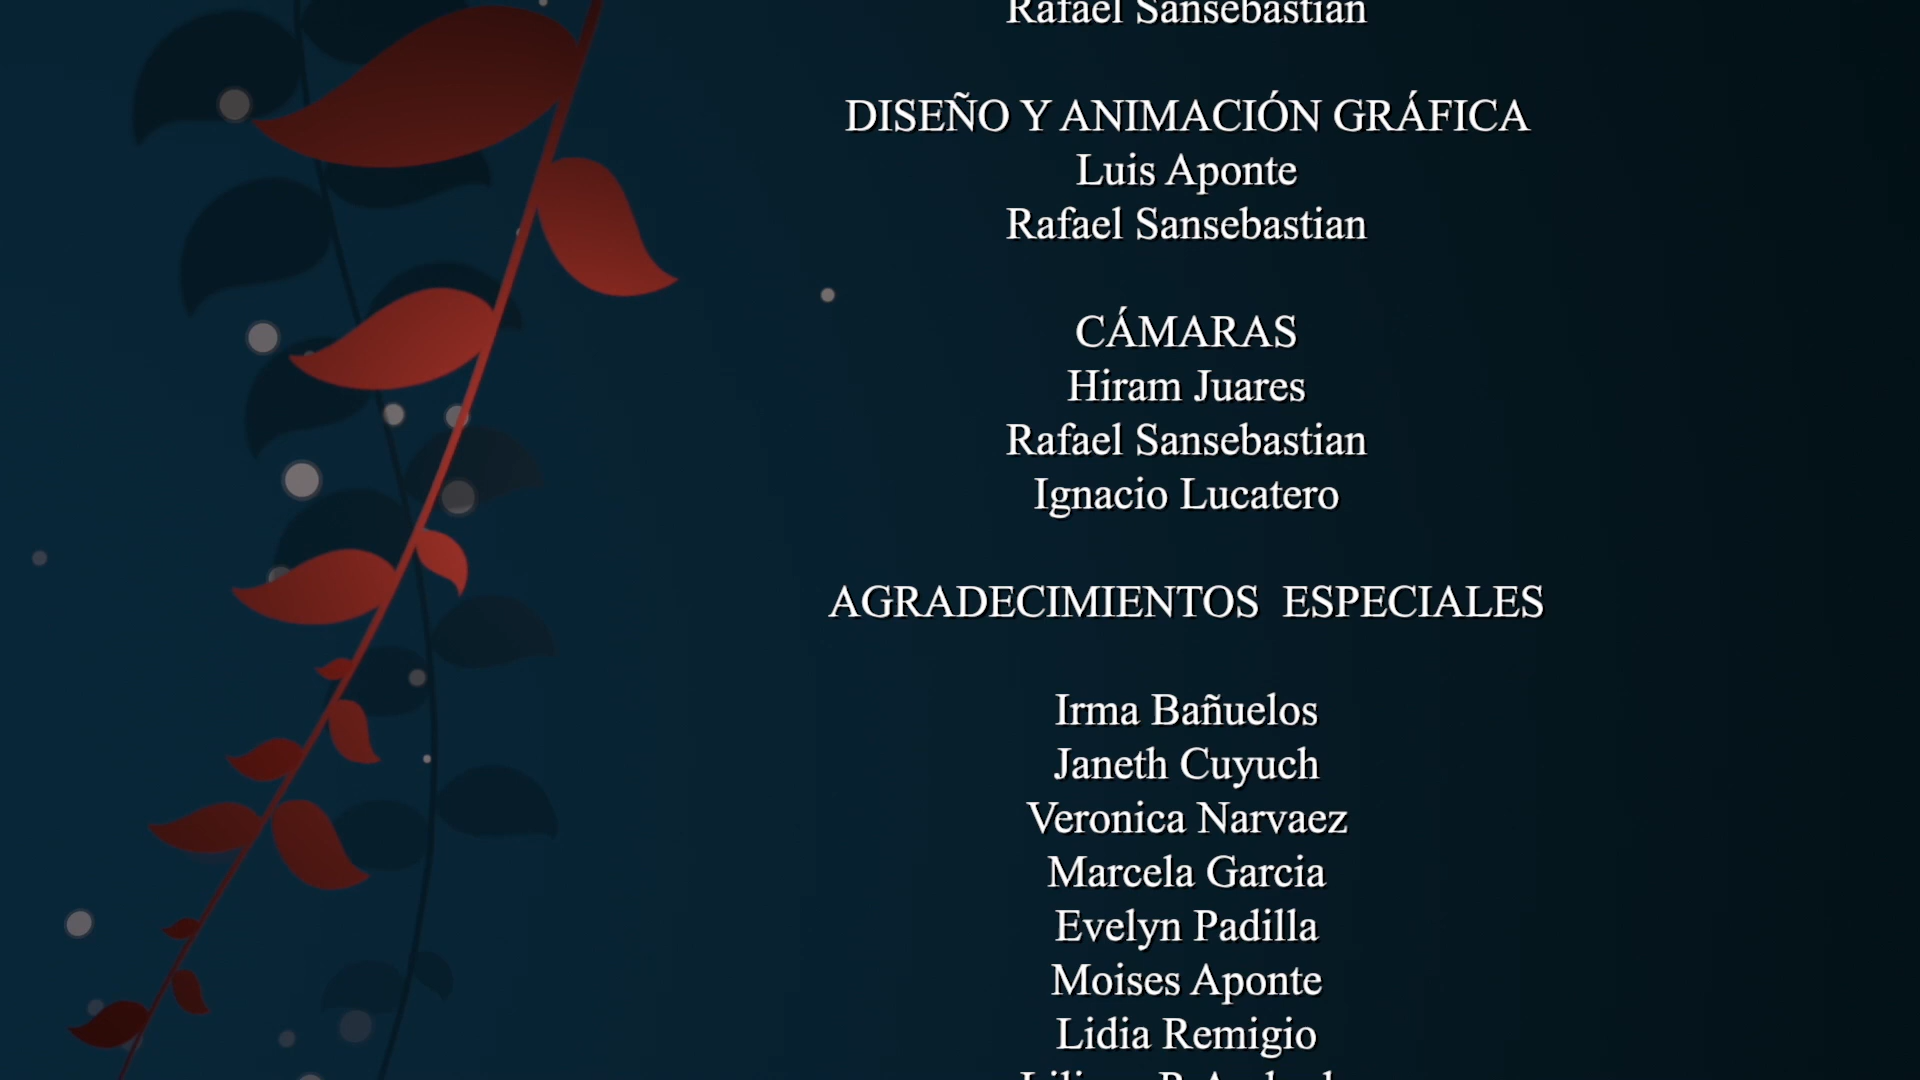 Rafael Sansebastian
DISEÑO Y ANIMACIÓN GRÁFICA
Luis Aponte
Rafael Sansebastian
CÁMARAS
Hiram Juares
Rafael Sansebastian
Ignacio Lucatero
AGRADECIMIENTOS ESPECIALES
Irma Bañuelos
Janeth Cuyuch
Veronica Narvaez
Marcela Garcia
Evelyn Padilla
Moises Aponte
Lidia Remigio